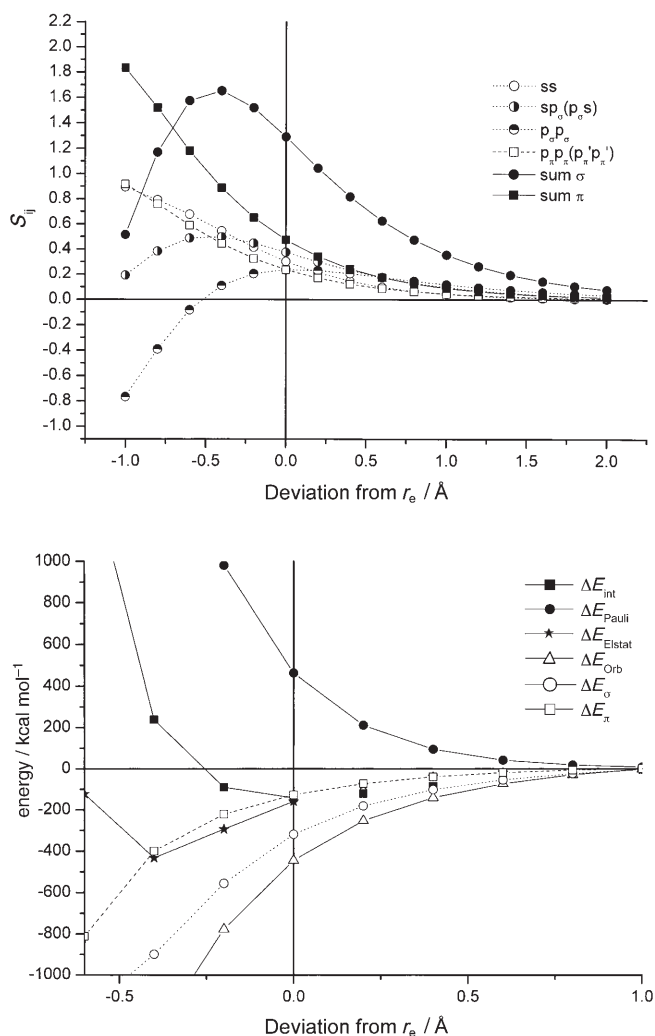 2.2
2.0
1.8
1.6
1.4
1.2
1.0
0.8
0.6
0.4
0.2
0.0
-0.2
-0.4
-0.6
-0.8
-1.0
S_ij
ss
sp_σ(p_σs)
p_σp_σ
p_πp_π(p_π'p_π')
sum σ
sum π
-1.0 -0.5 0.0 0.5 1.0 1.5 2.0
Deviation from r_e / Å
1000
800
600
400
200
0
-200
-400
-600
-800
-1000
energy / kcal mol⁻¹
ΔE_int
ΔE_Pauli
ΔE_Elstat
ΔE_Orb
ΔE_σ
ΔE_π
-0.5 0.0 0.5 1.0
Deviation from r_e / Å